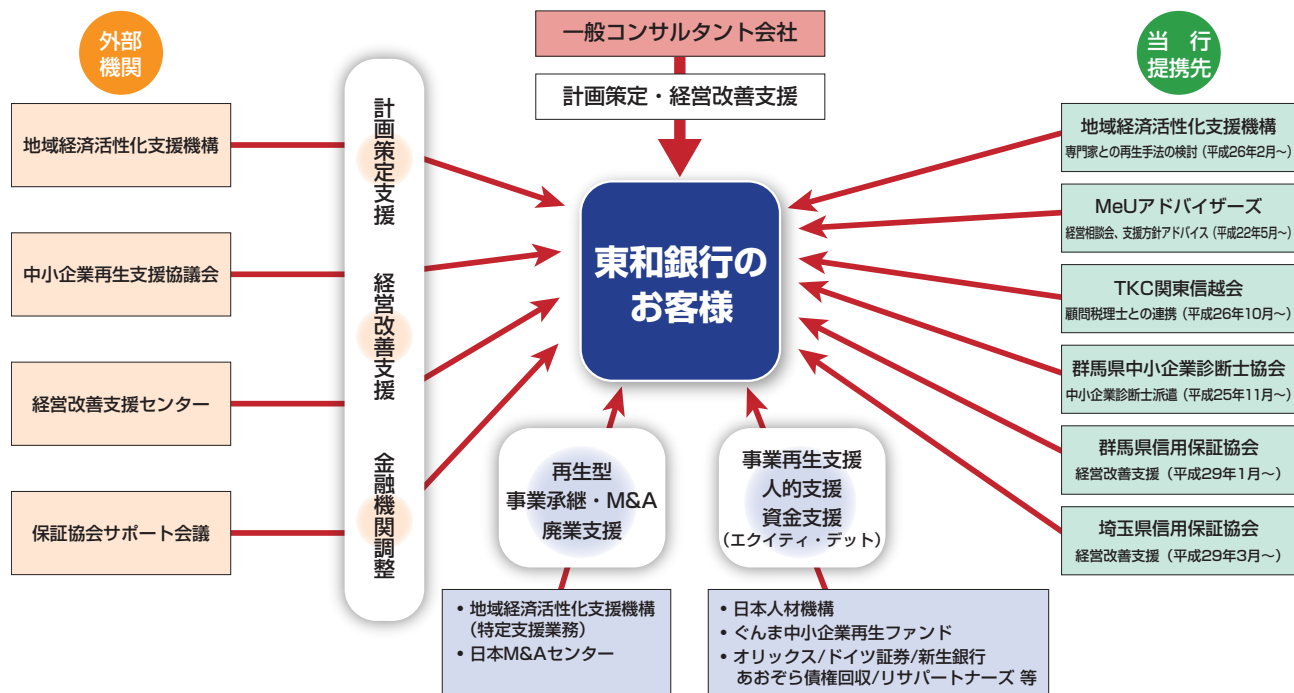 外部
機関
地域経済活性化支援機構
中小企業再生支援協議会
経営改善支援センター
保証協会サポート会議
計画策定支援
経営改善支援
金融機関調整
一般コンサルタント会社
計画策定・経営改善支援
東和銀行の
お客様
再生型
事業承継・M&A
廃業支援
事業再生支援
人的支援
資金支援
(エクイティ・デット)
• 地域経済活性化支援機構
(特定支援業務)
• 日本M&Aセンター
• 日本人材機構
• ぐんま中小企業再生ファンド
• オリックス/ドイツ証券/新生銀行
あおぞら債権回収/リサパートナーズ 等
当 行
提携先
地域経済活性化支援機構
専門家との再生手法の検討(平成26年2月〜)
MeUアドバイザーズ
経営相談会、支援方針アドバイス(平成22年5月〜)
TKC関東信越会
顧問税理士との連携(平成26年10月〜)
群馬県中小企業診断士協会
中小企業診断士派遣(平成25年11月〜)
群馬県信用保証協会
経営改善支援(平成29年1月〜)
埼玉県信用保証協会
経営改善支援(平成29年3月〜)